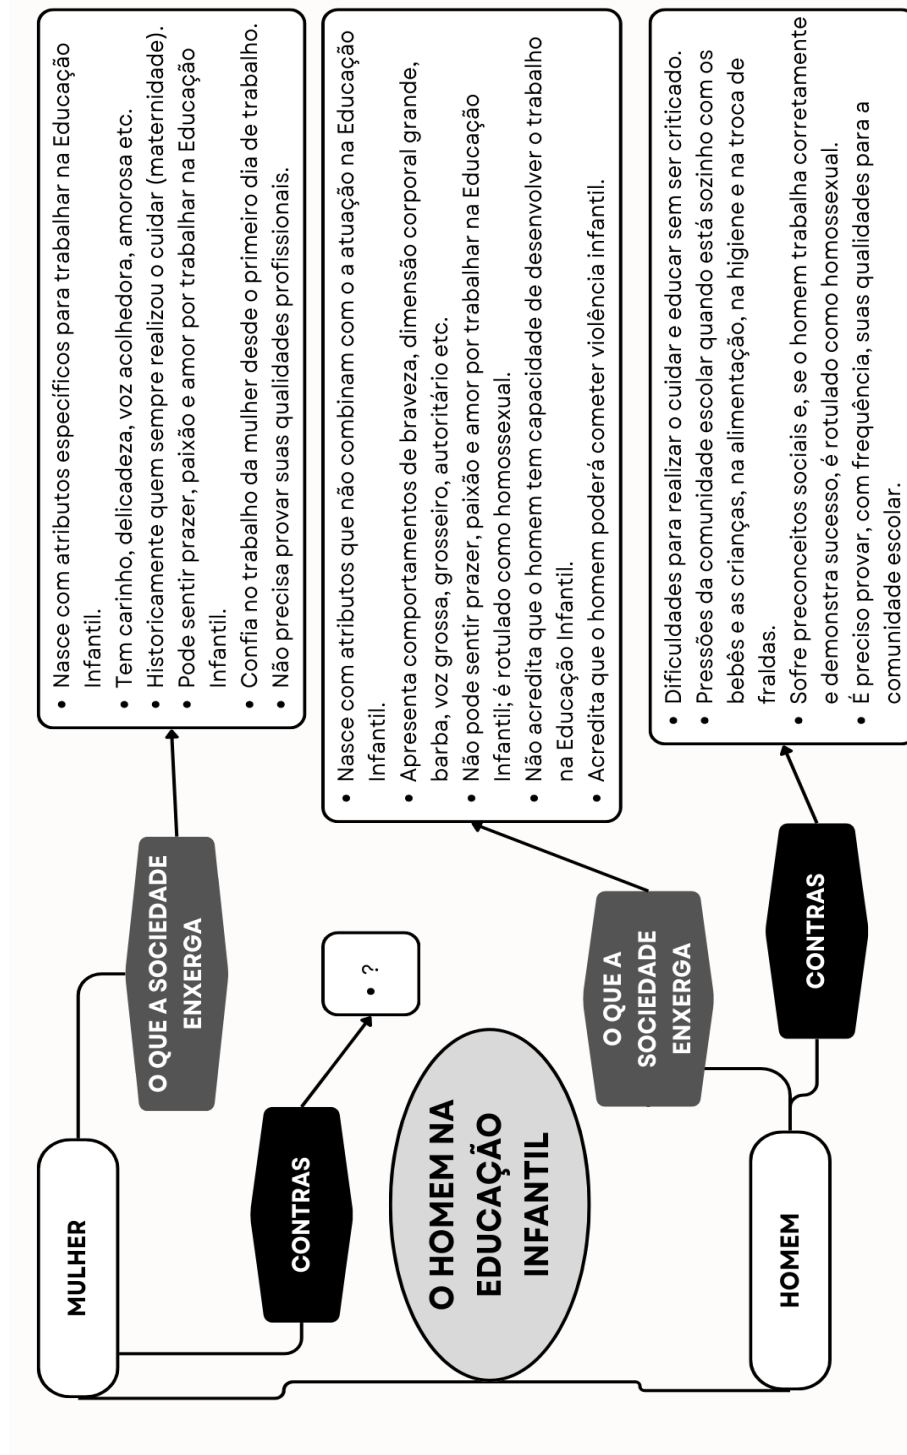 MULHER
O QUE A SOCIEDADE
ENXERGA
• Nasce com atributos específicos para trabalhar na Educação
Infantil.
• Tem carinho, delicadeza, voz acolhedora, amorosa etc.
• Historicamente quem sempre realizou o cuidar (maternidade).
• Pode sentir prazer, paixão e amor por trabalhar na Educação
Infantil.
• Confia no trabalho da mulher desde o primeiro dia de trabalho.
• Não precisa provar suas qualidades profissionais.
CONTRAS
• ?
O HOMEM NA
EDUCAÇÃO
INFANTIL
O QUE A
SOCIEDADE
ENXERGA
• Nasce com atributos que não combinam com o a atuação na Educação
Infantil.
• Apresenta comportamentos de braveza, dimensão corporal grande,
barba, voz grossa, grosseiro, autoritário etc.
• Não pode sentir prazer, paixão e amor por trabalhar na Educação
Infantil; é rotulado como homossexual.
• Não acredita que o homem tem capacidade de desenvolver o trabalho
na Educação Infantil.
• Acredita que o homem poderá cometer violência infantil.
HOMEM
CONTRAS
• Dificuldades para realizar o cuidar e educar sem ser criticado.
• Pressões da comunidade escolar quando está sozinho com os
bebês e as crianças, na alimentação, na higiene e na troca de
fraldas.
• Sofre preconceitos sociais e, se o homem trabalha corretamente
e demonstra sucesso, é rotulado como homossexual.
• É preciso provar, com frequência, suas qualidades para a
comunidade escolar.